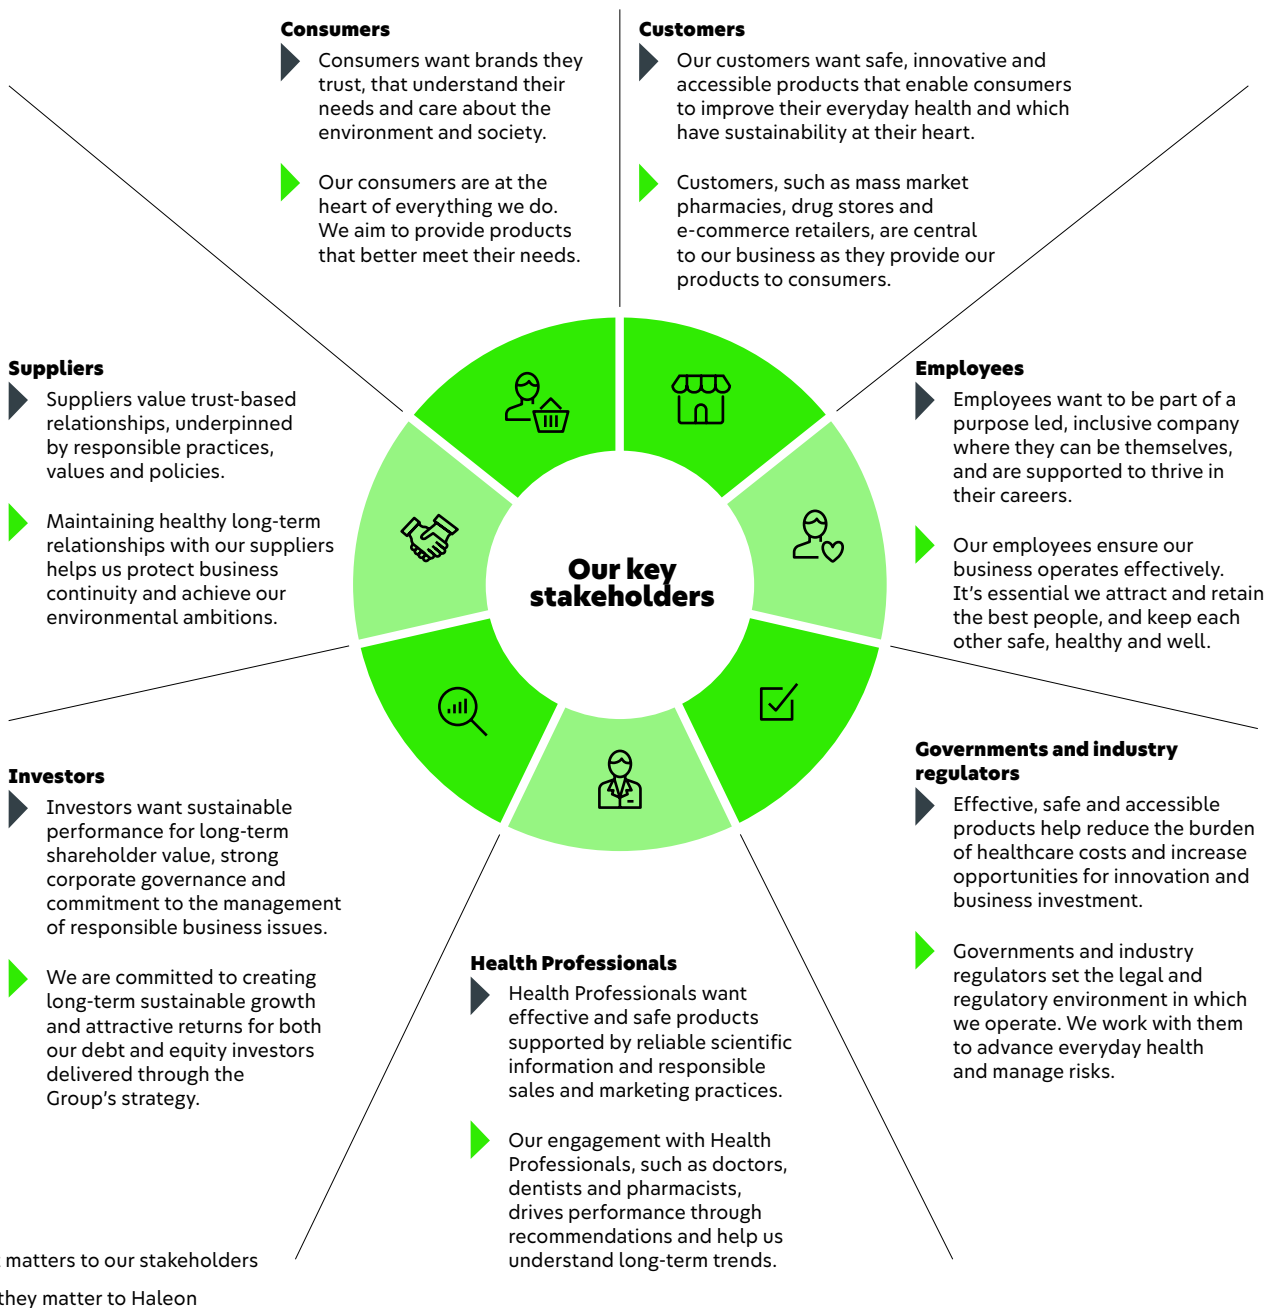 Consumers
Consumers want brands they
trust, that understand their
needs and care about the
environment and society.
Our consumers are at the
heart of everything we do.
We aim to provide products
that better meet their needs.
Customers
Our customers want safe, innovative and
accessible products that enable consumers
to improve their everyday health and which
have sustainability at their heart.
Customers, such as mass market
pharmacies, drug stores and
e-commerce retailers, are central
to our business as they provide our
products to consumers.
Suppliers
Suppliers value trust-based
relationships, underpinned
by responsible practices,
values and policies.
Maintaining healthy long-term
relationships with our suppliers
helps us protect business
continuity and achieve our
environmental ambitions.
Our key
stakeholders
Employees
Employees want to be part of a
purpose led, inclusive company
where they can be themselves,
and are supported to thrive in
their careers.
Our employees ensure our
business operates effectively.
It's essential we attract and retain
the best people, and keep each
other safe, healthy and well.
Investors
Investors want sustainable
performance for long-term
shareholder value, strong
corporate governance and
commitment to the management
of responsible business issues.
We are committed to creating
long-term sustainable growth
and attractive returns for both
our debt and equity investors
delivered through the
Group's strategy.
Health Professionals
Health Professionals want
effective and safe products
supported by reliable scientific
information and responsible
sales and marketing practices.
Our engagement with Health
Professionals, such as doctors,
dentists and pharmacists,
drives performance through
recommendations and help us
understand long-term trends.
Governments and industry
regulators
Effective, safe and accessible
products help reduce the burden
of healthcare costs and increase
opportunities for innovation and
business investment.
Governments and industry
regulators set the legal and
regulatory environment in which
we operate. We work with them
to advance everyday health
and manage risks.
matters to our stakeholders
they matter to Haleon